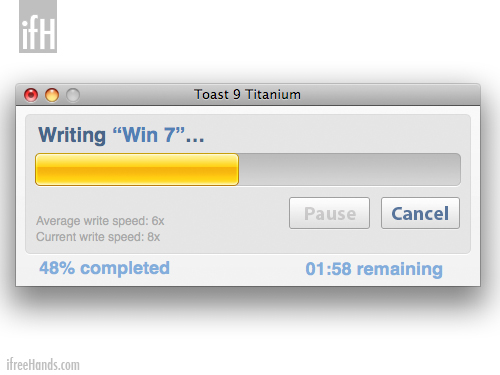 ifH
Toast 9 Titanium
Writing “Win 7”...
Pause
Cancel
Average write speed: 6x
Current write speed: 8x
48% completed
01:58 remaining
ifreeHands.com